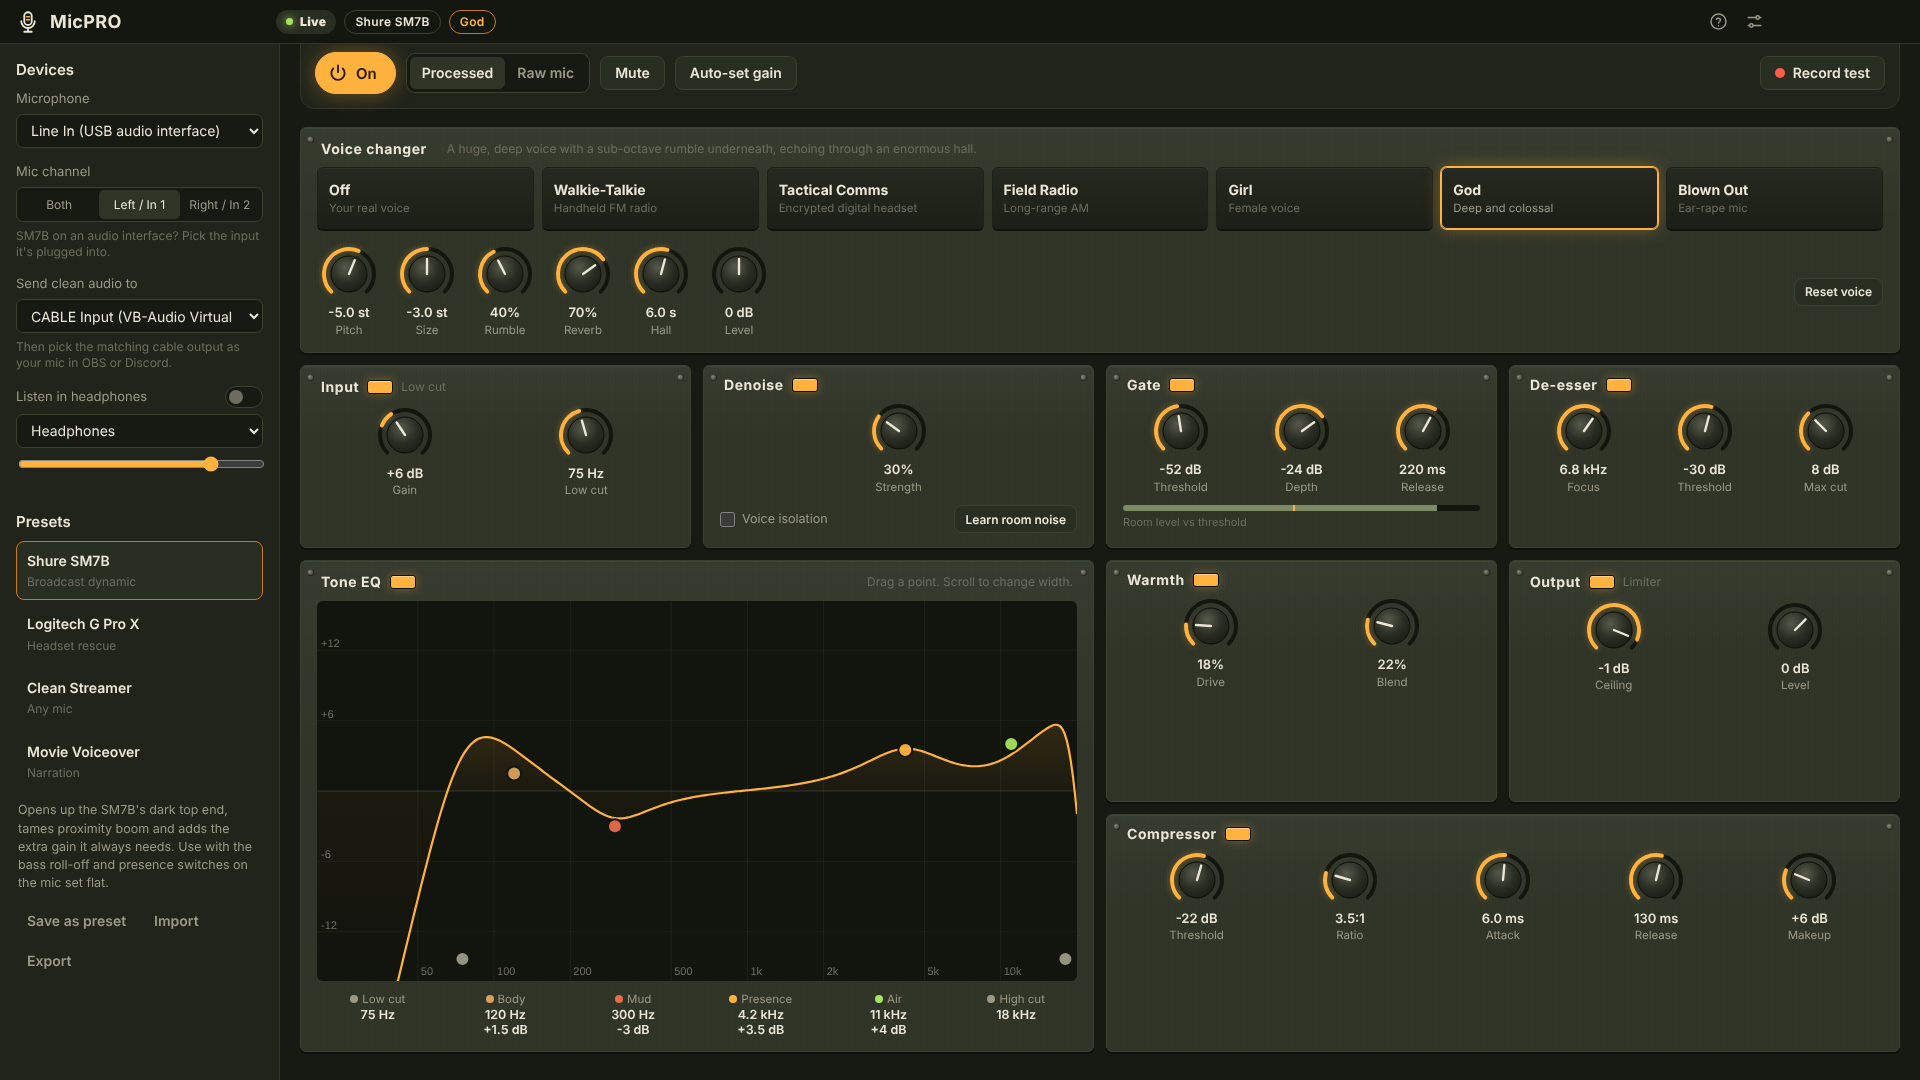 MicPRO
Live
Shure SM7B
God
Devices
Microphone
Line In (USB audio interface)
Mic channel
Both
Left / In 1
Right / In 2
SM7B on an audio interface? Pick the input
it's plugged into.
Send clean audio to
CABLE Input (VB-Audio Virtual
Then pick the matching cable output as
your mic in OBS or Discord.
Listen in headphones
Headphones
Presets
Shure SM7B
Broadcast dynamic
Logitech G Pro X
Headset rescue
Clean Streamer
Any mic
Movie Voiceover
Narration
Opens up the SM7B's dark top end,
tames proximity boom and adds the
extra gain it always needs. Use with the
bass roll-off and presence switches on
the mic set flat.
Save as preset
Import
Export
On
Processed
Raw mic
Mute
Auto-set gain
Record test
Voice changer
A huge, deep voice with a sub-octave rumble underneath, echoing through an enormous hall.
Off
Your real voice
Walkie-Talkie
Handheld FM radio
Tactical Comms
Encrypted digital headset
Field Radio
Long-range AM
Girl
Female voice
God
Deep and colossal
Blown Out
Ear-rape mic
-5.0 st
Pitch
-3.0 st
Size
40%
Rumble
70%
Reverb
6.0 s
Hall
0 dB
Level
Reset voice
Input
Low cut
+6 dB
Gain
75 Hz
Low cut
Denoise
30%
Strength
Voice isolation
Learn room noise
Gate
-52 dB
Threshold
-24 dB
Depth
220 ms
Release
Room level vs threshold
De-esser
6.8 kHz
Focus
-30 dB
Threshold
8 dB
Max cut
Tone EQ
Drag a point. Scroll to change width.
+12
+6
-6
-12
50
100
200
500
1k
2k
5k
10k
Low cut
75 Hz
Body
120 Hz
+1.5 dB
Mud
300 Hz
-3 dB
Presence
4.2 kHz
+3.5 dB
Air
11 kHz
+4 dB
High cut
18 kHz
Warmth
18%
Drive
22%
Blend
Output
Limiter
-1 dB
Ceiling
0 dB
Level
Compressor
-22 dB
Threshold
3.5:1
Ratio
6.0 ms
Attack
130 ms
Release
+6 dB
Makeup